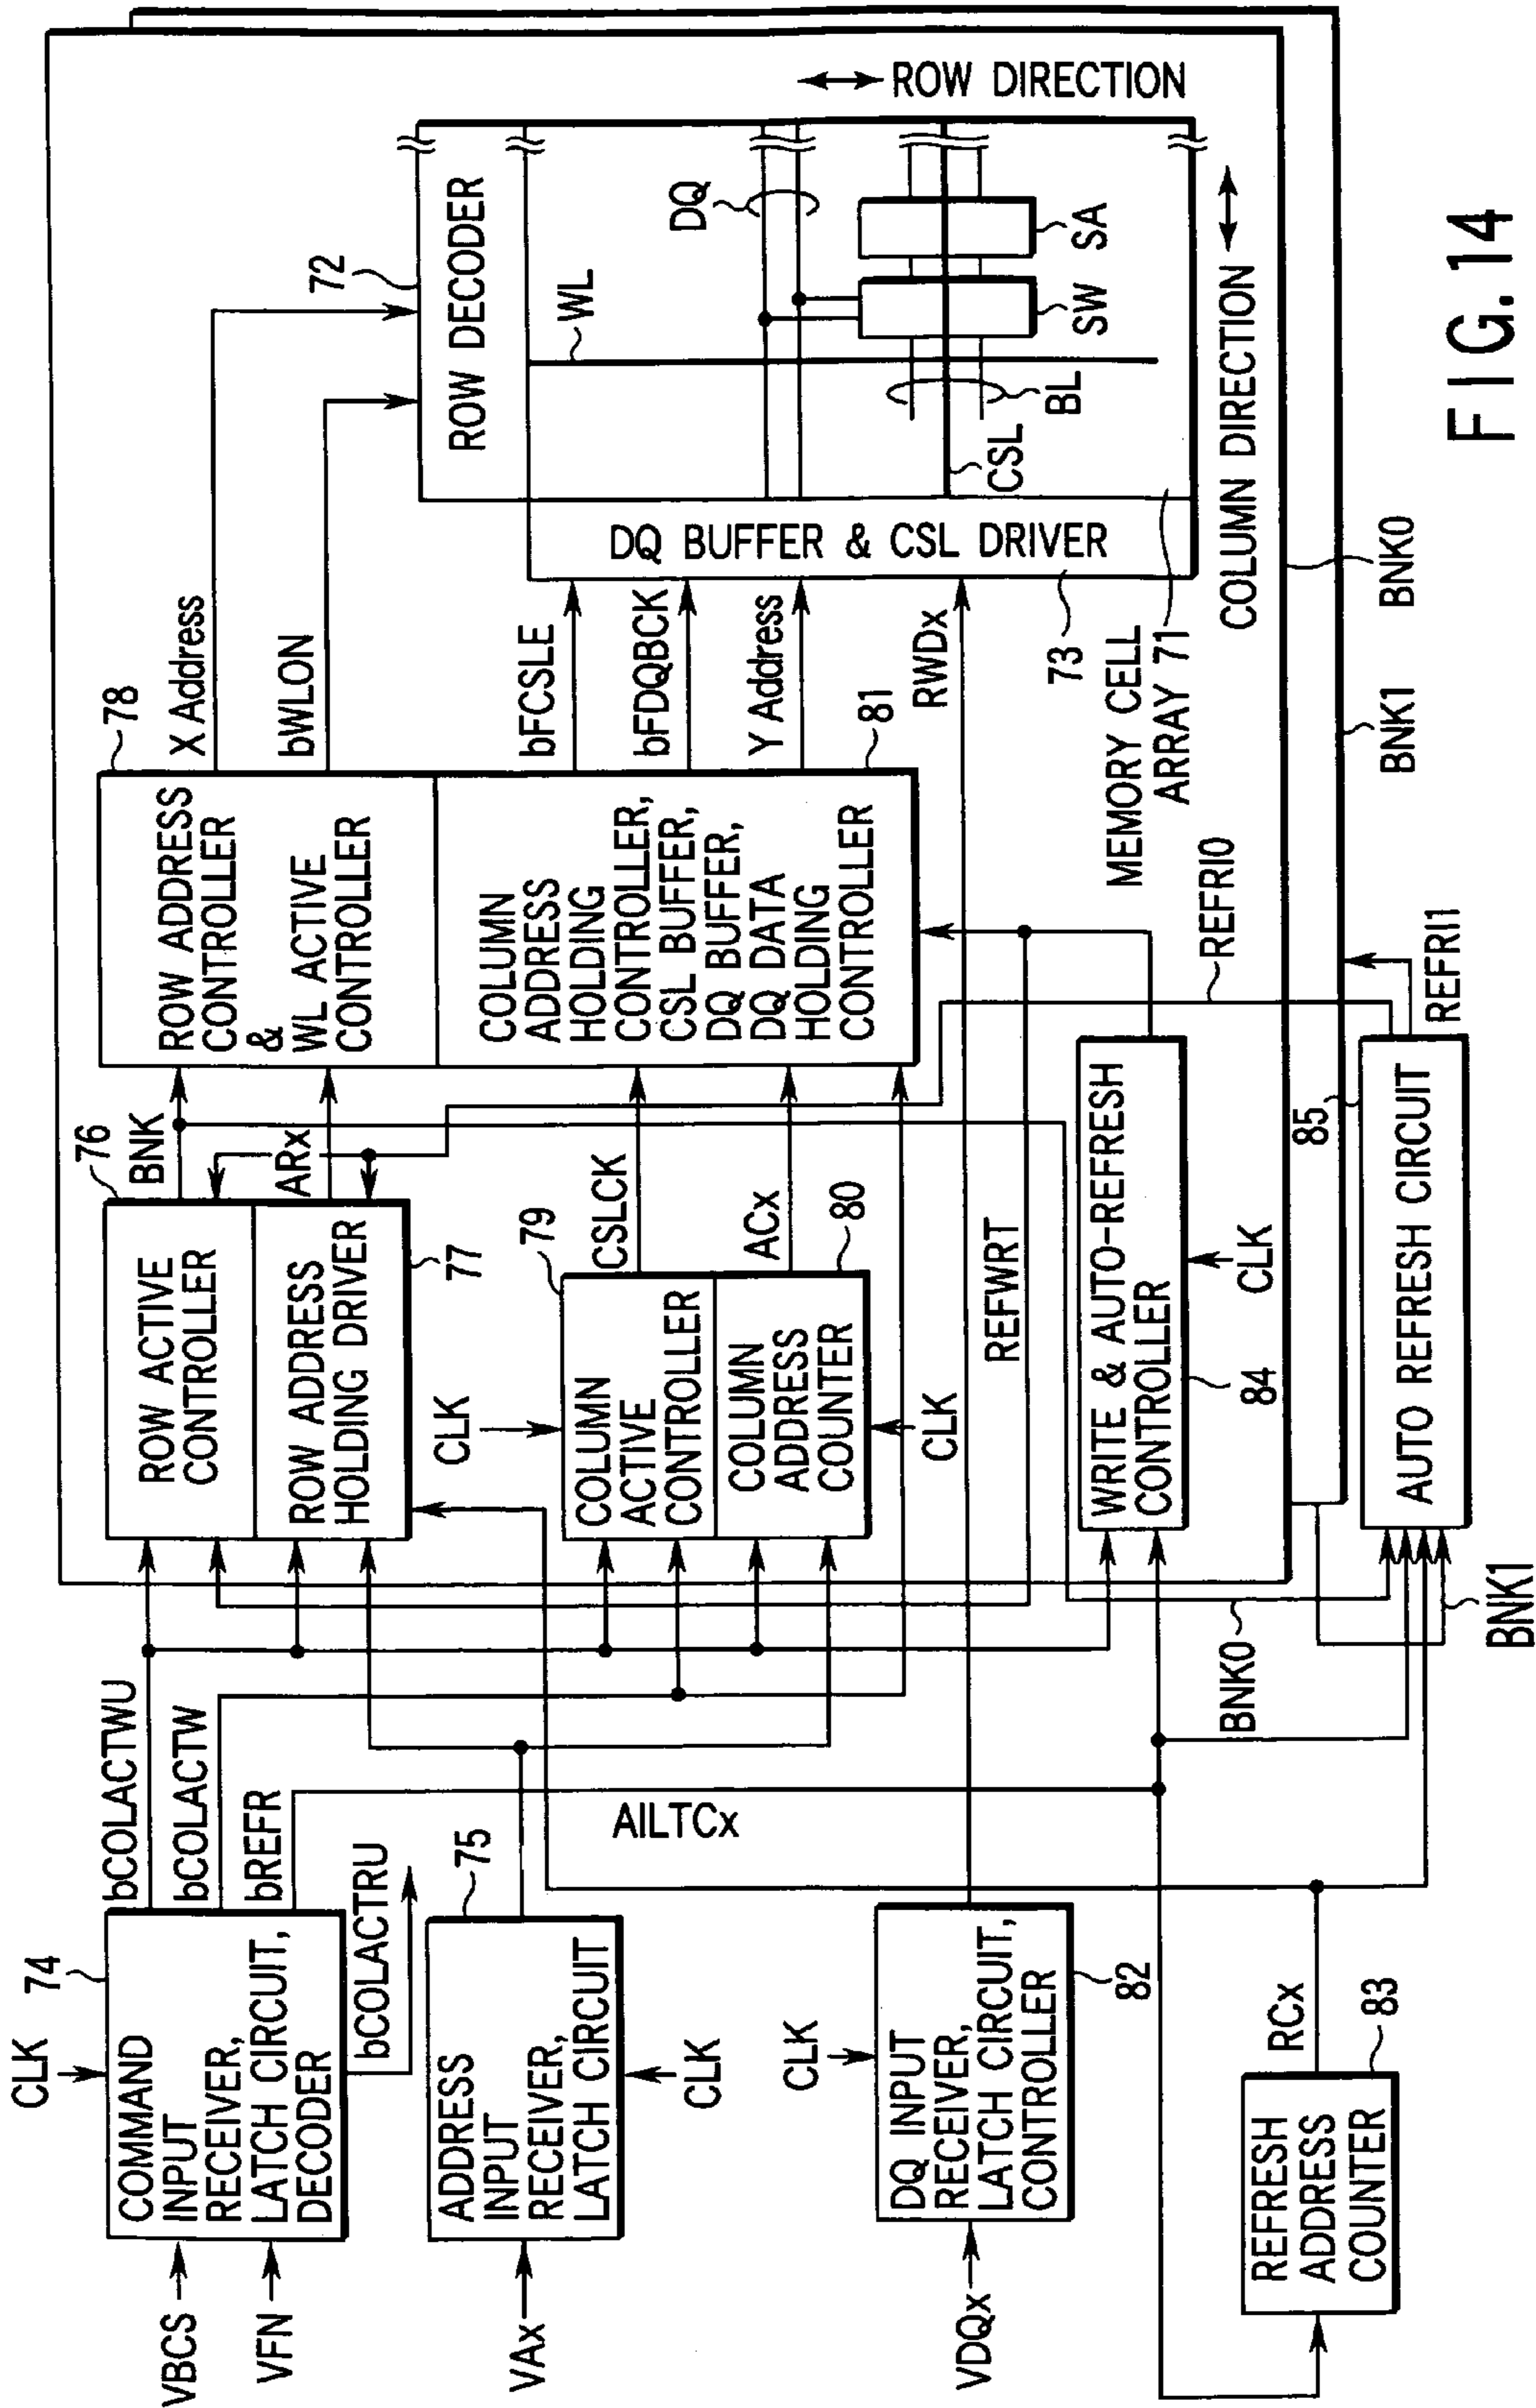 CLK
74
COMMAND
INPUT
RECEIVER,
LATCH CIRCUIT,
DECODER
VBCS
VFN
bCOLACTWU
bCOLACTW
bREFR
bCOLACTRU
75
ADDRESS
INPUT
RECEIVER,
LATCH CIRCUIT
VAx
CLK
AILTCx
CLK
DQ INPUT
RECEIVER,
LATCH CIRCUIT,
CONTROLLER
82
VDQx
REFRESH
ADDRESS
COUNTER
83
RCx
76
ROW ACTIVE
CONTROLLER
ROW ADDRESS
HOLDING DRIVER
77
BNK
ARx
CLK
79
COLUMN
ACTIVE
CONTROLLER
COLUMN
ADDRESS
COUNTER
80
CLK
CSLCK
ACx
REFWRT
WRITE & AUTO-REFRESH
CONTROLLER
84
CLK
85
AUTO REFRESH CIRCUIT
BNK0
BNK1
REFRI0
REFRI1
78
ROW ADDRESS
CONTROLLER
&
WL ACTIVE
CONTROLLER
COLUMN
ADDRESS
HOLDING
CONTROLLER,
CSL BUFFER,
DQ BUFFER,
DQ DATA
HOLDING
CONTROLLER
81
X Address
bWLON
bFCSLE
bFDQBCK
Y Address
RWDx
72
ROW DECODER
WL
DQ
SW
SA
BL
CSL
DQ BUFFER & CSL DRIVER
73
MEMORY CELL
ARRAY 71
ROW DIRECTION
COLUMN DIRECTION
BNK0
BNK1
FIG. 14